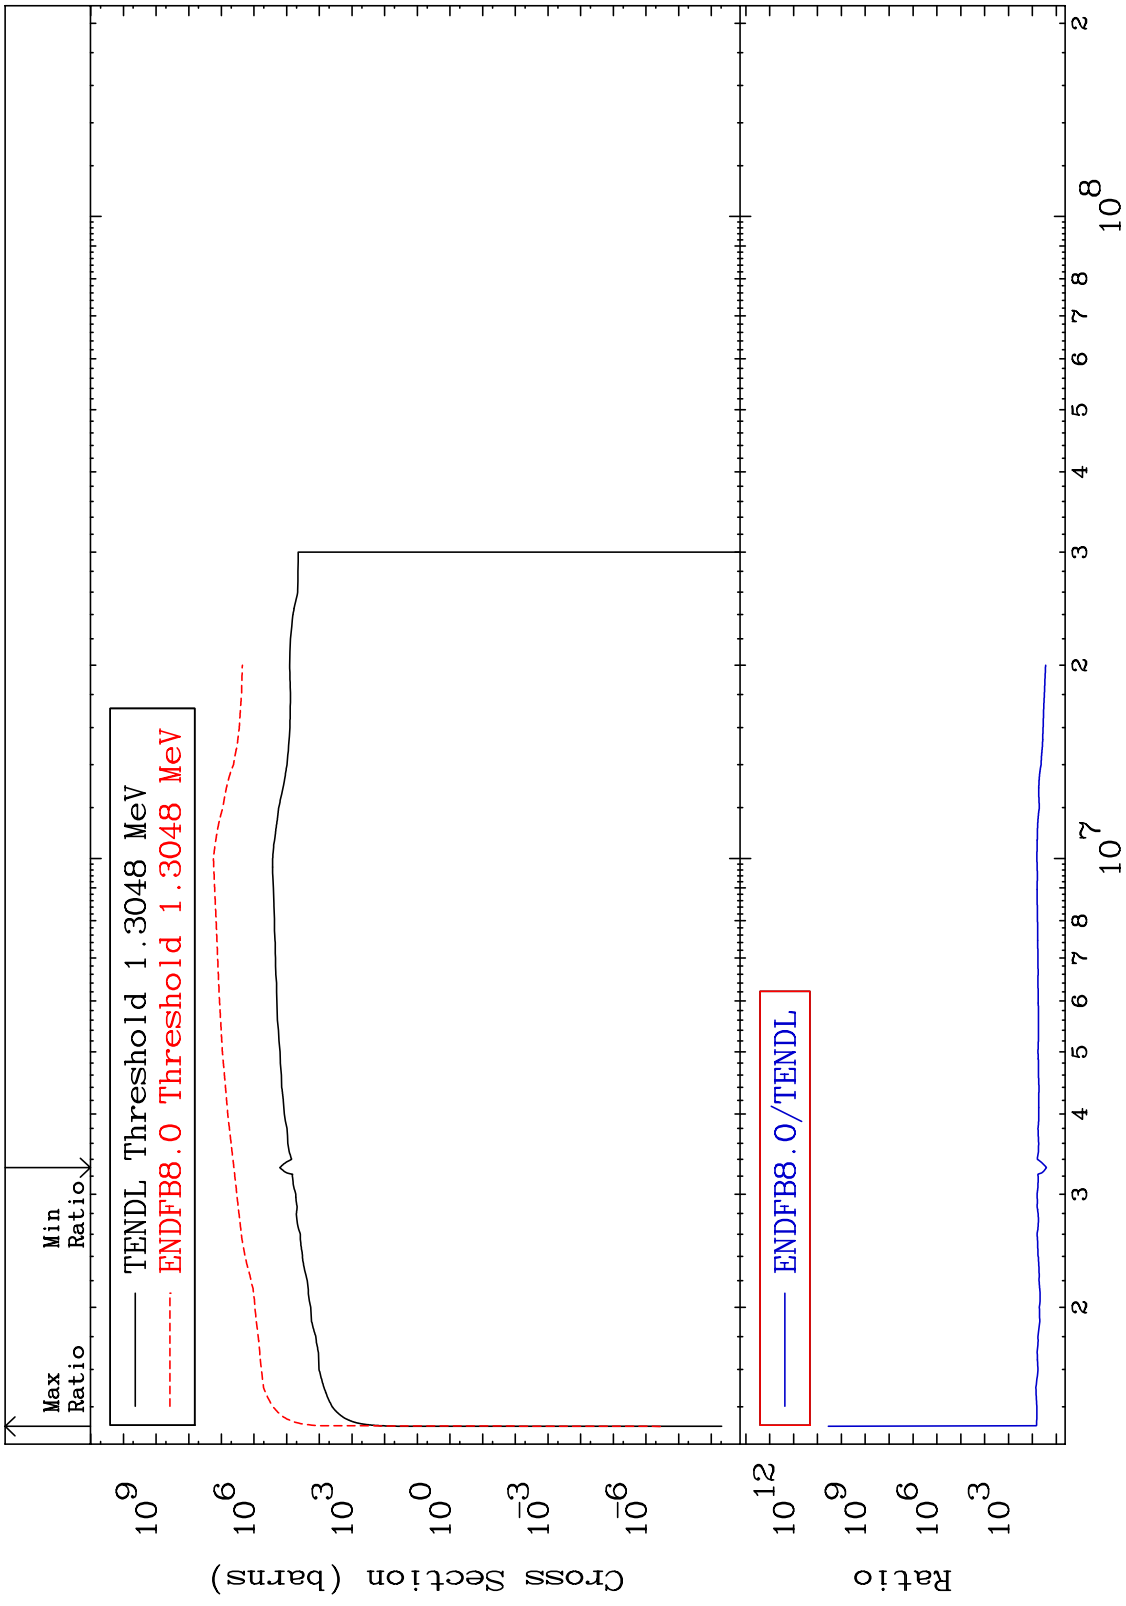 Max
Ratio
Min
Ratio
TENDL Threshold 1.3048 MeV
ENDFB8.0 Threshold 1.3048 MeV
10^9
10^6
10^3
10^0
10^-3
10^-6
Cross Section (barns)
ENDFB8.0/TENDL
10^12
10^9
10^6
10^3
Ratio
2 3 4 5 6 7 8 10^7 2 3 4 5 6 7 8 10^8 2